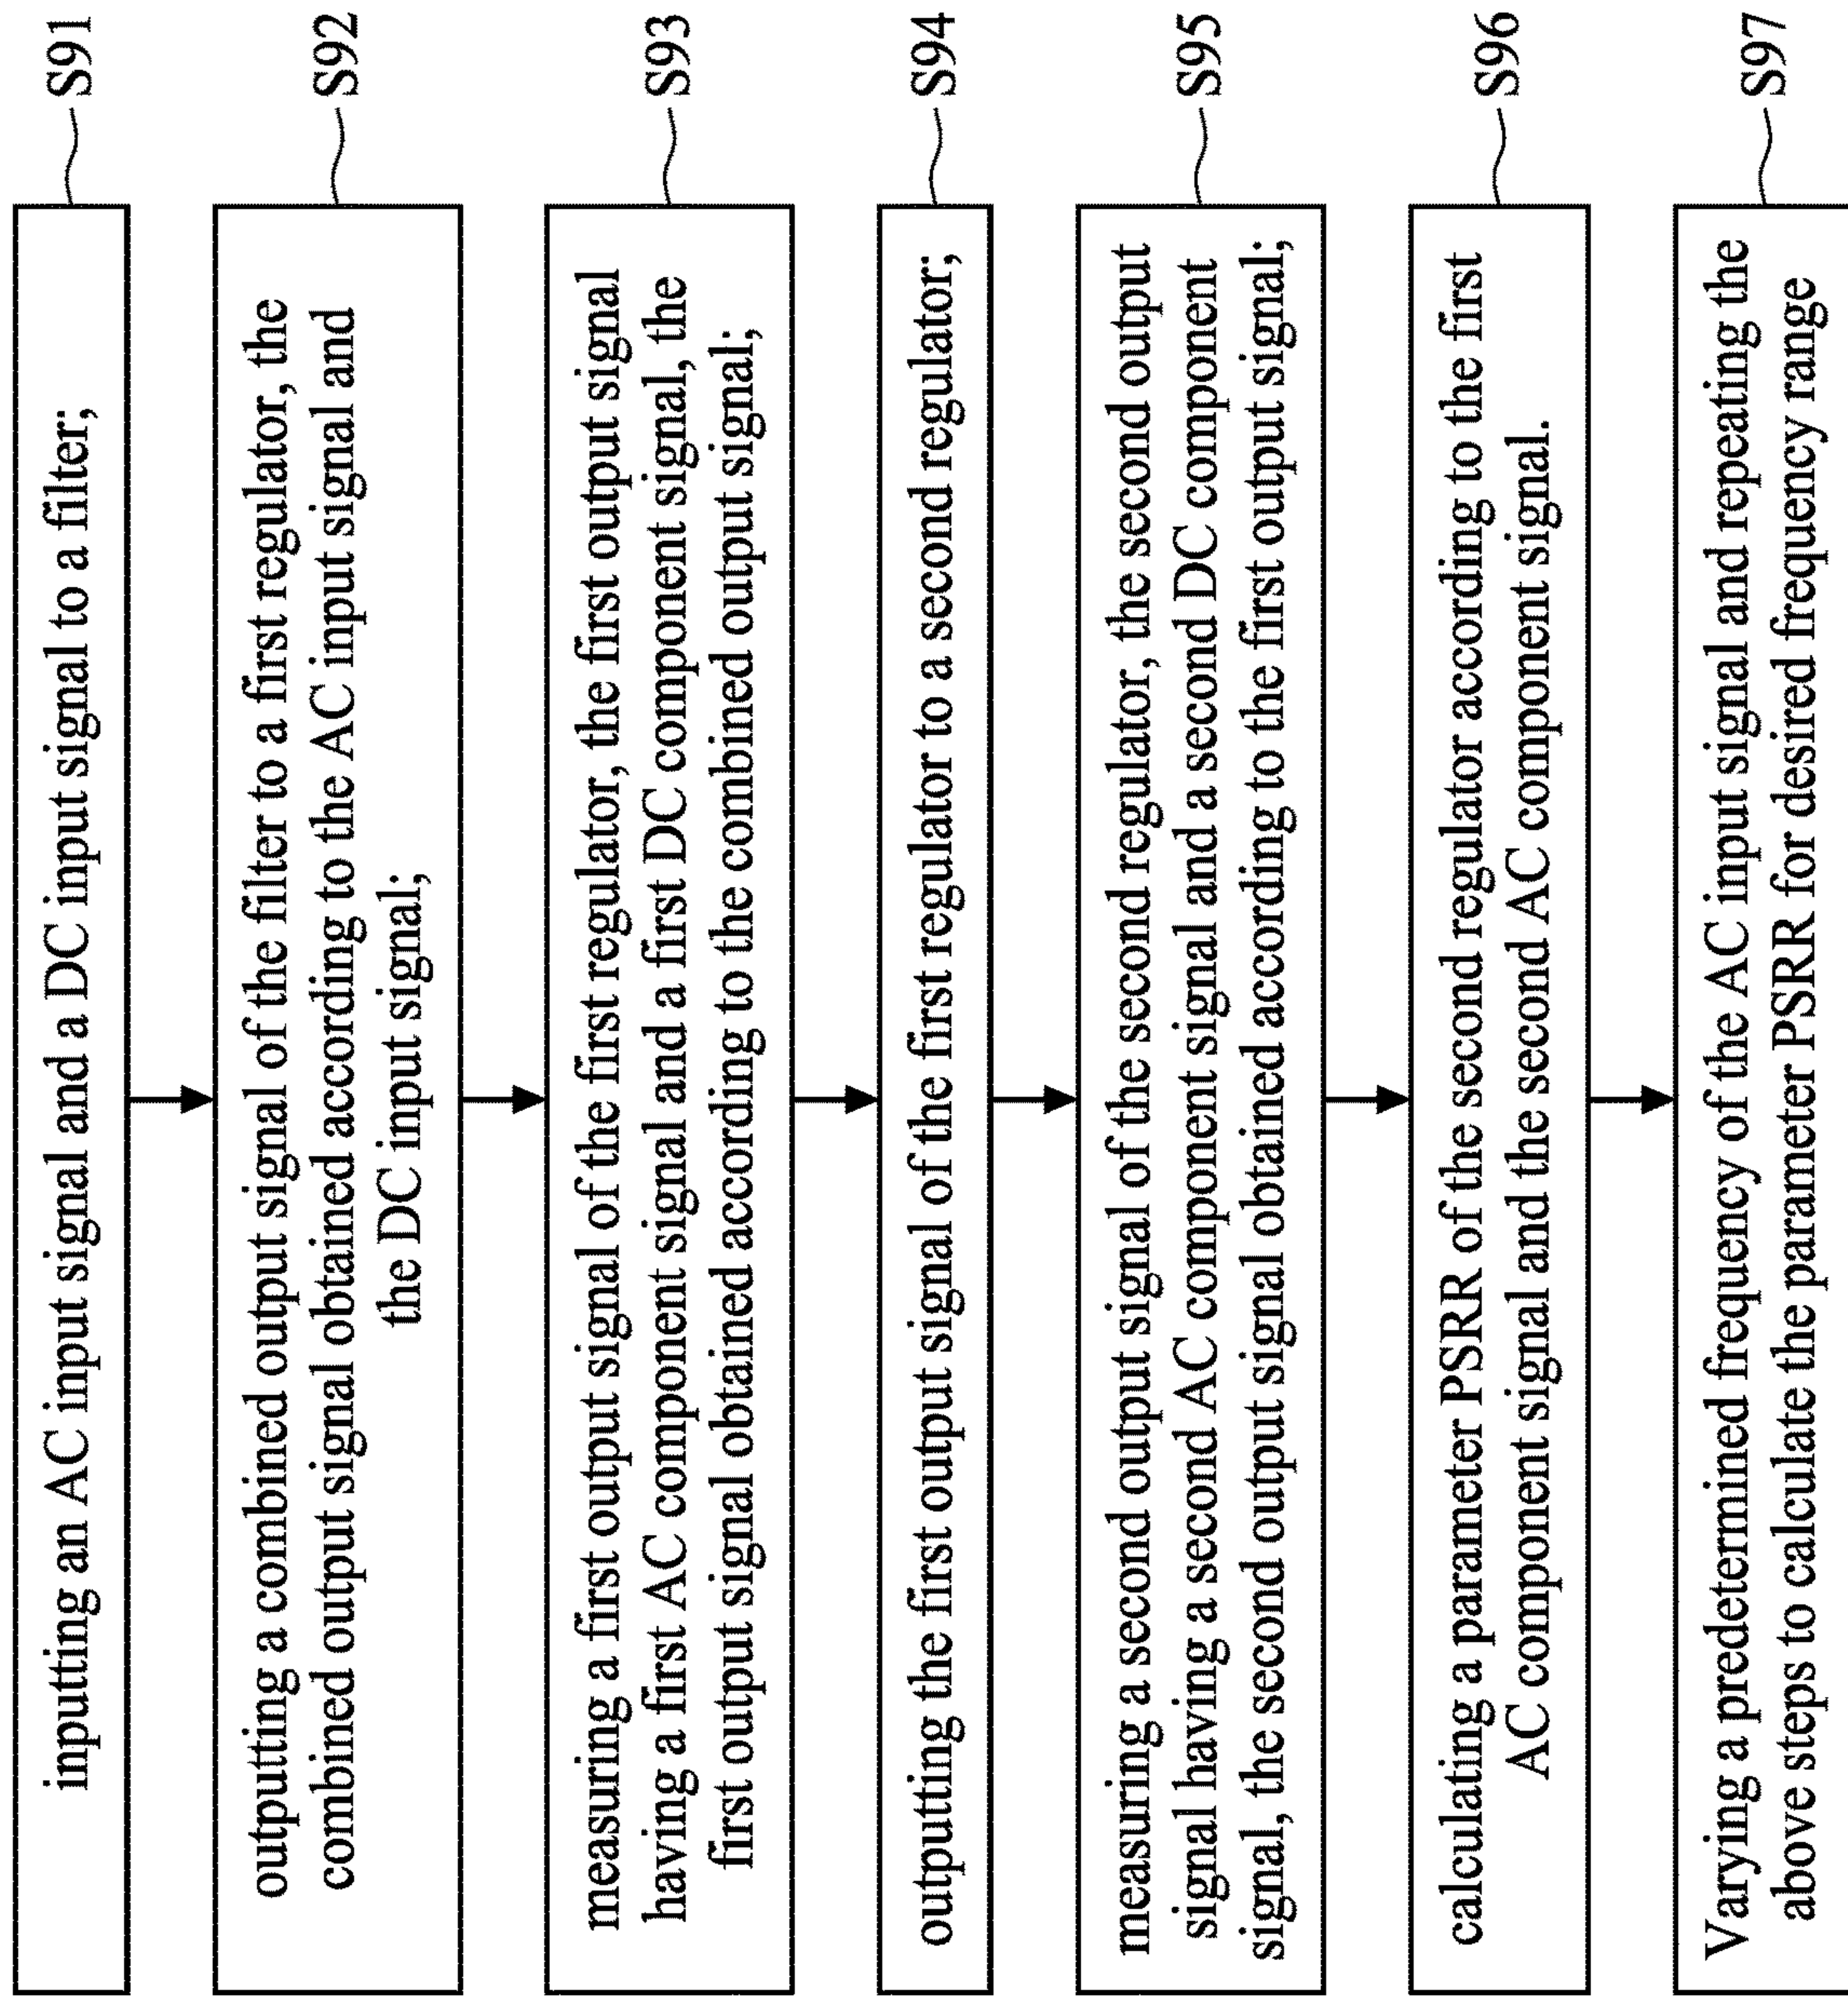 inputting an AC input signal and a DC input signal to a filter;
S91
outputting a combined output signal of the filter to a first regulator, the
combined output signal obtained according to the AC input signal and
the DC input signal;
S92
measuring a first output signal of the first regulator, the first output signal
having a first AC component signal and a first DC component signal, the
first output signal obtained according to the combined output signal;
S93
outputting the first output signal of the first regulator to a second regulator;
S94
measuring a second output signal of the second regulator, the second output
signal having a second AC component signal and a second DC component
signal, the second output signal obtained according to the first output signal;
S95
calculating a parameter PSRR of the second regulator according to the first
AC component signal and the second AC component signal.
S96
Varying a predetermined frequency of the AC input signal and repeating the
above steps to calculate the parameter PSRR for desired frequency range
S97